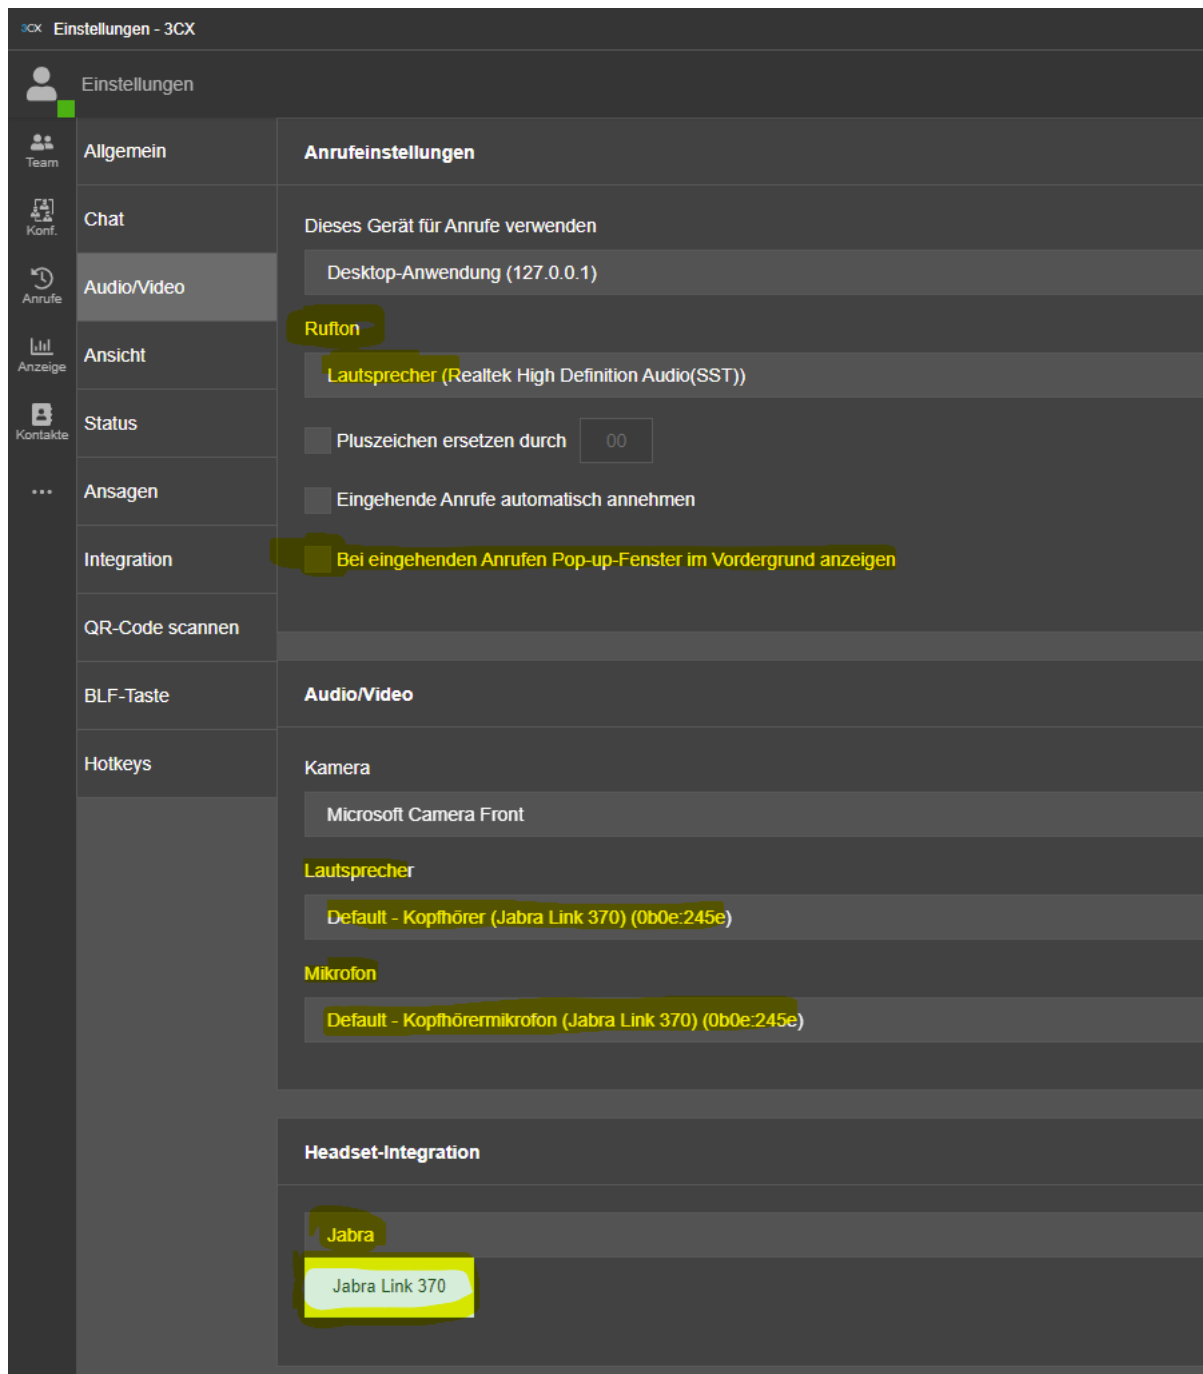 3CX Einstellungen - 3CX
Einstellungen
Team
Konf.
Anrufe
Anzeige
Kontakte
...
Allgemein
Chat
Audio/Video
Ansicht
Status
Ansagen
Integration
QR-Code scannen
BLF-Taste
Hotkeys
Anrufeinstellungen
Dieses Gerät für Anrufe verwenden
Desktop-Anwendung (127.0.0.1)
Rufton
Lautsprecher (Realtek High Definition Audio(SST))
Pluszeichen ersetzen durch 00
Eingehende Anrufe automatisch annehmen
Bei eingehenden Anrufen Pop-up-Fenster im Vordergrund anzeigen
Audio/Video
Kamera
Microsoft Camera Front
Lautsprecher
Default - Kopfhörer (Jabra Link 370) (0b0e:245e)
Mikrofon
Default - Kopfhörermikrofon (Jabra Link 370) (0b0e:245e)
Headset-Integration
Jabra
Jabra Link 370